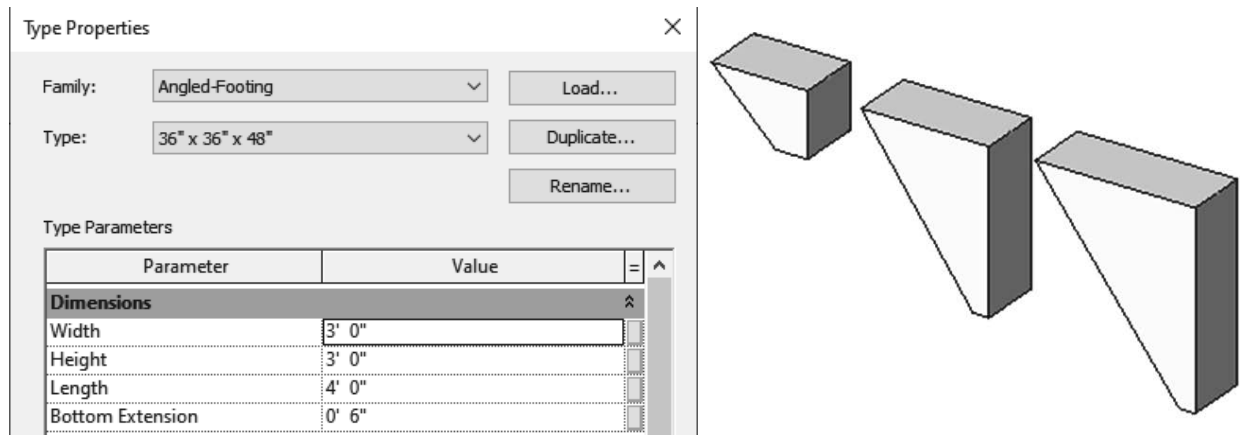 Type Properties
Family: Angled-Footing Load...
Type: 36" x 36" x 48" Duplicate...
Rename...
Type Parameters
Parameter Value =
Dimensions
Width 3' 0"
Height 3' 0"
Length 4' 0"
Bottom Extension 0' 6"